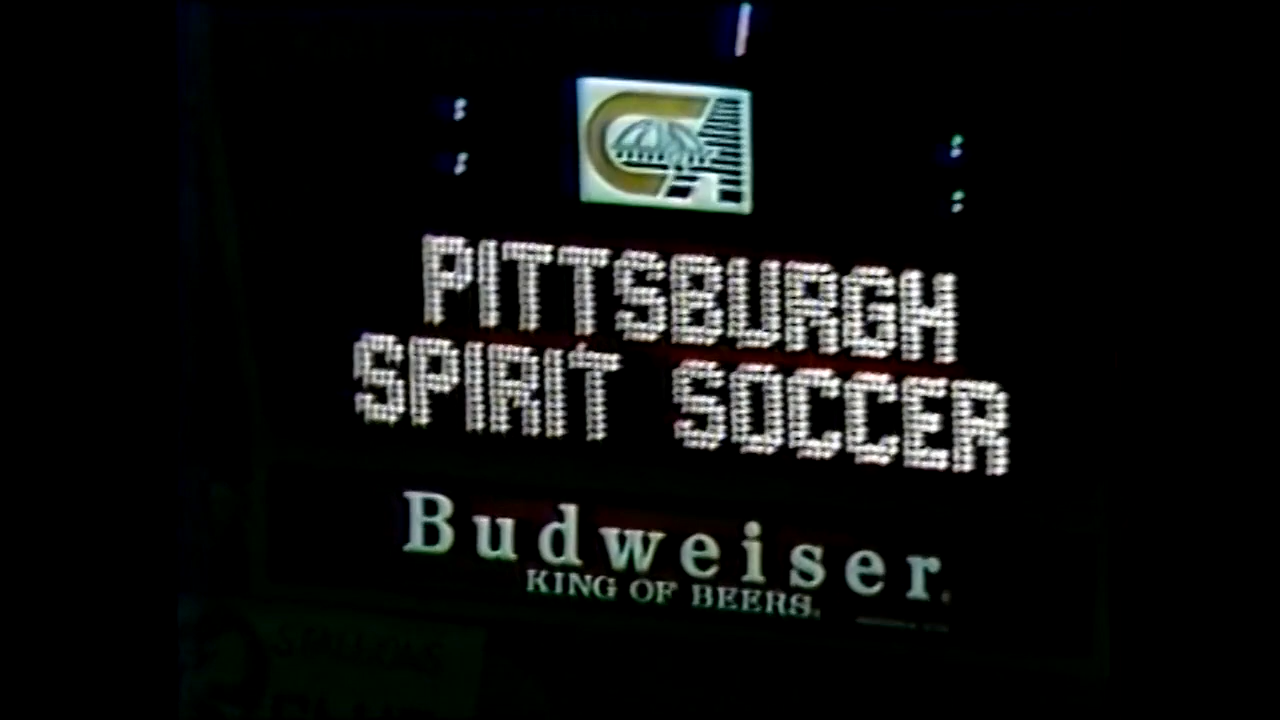 PITTSBURGH
SPIRIT SOCCER
Budweiser.
KING OF BEERS.